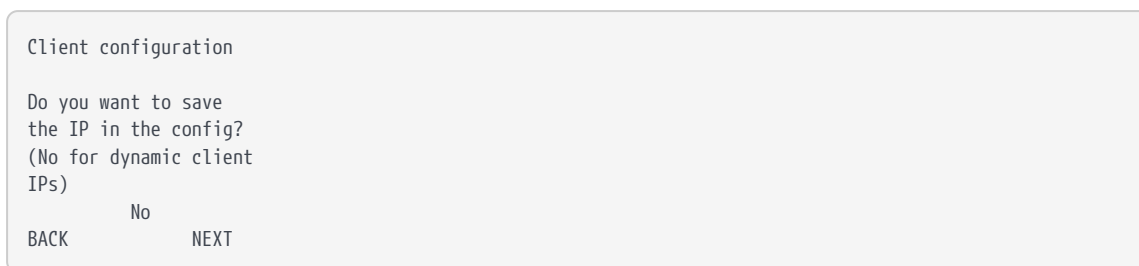 Client configuration
Do you want to save
the IP in the config?
(No for dynamic client
IPs)
No
BACK NEXT